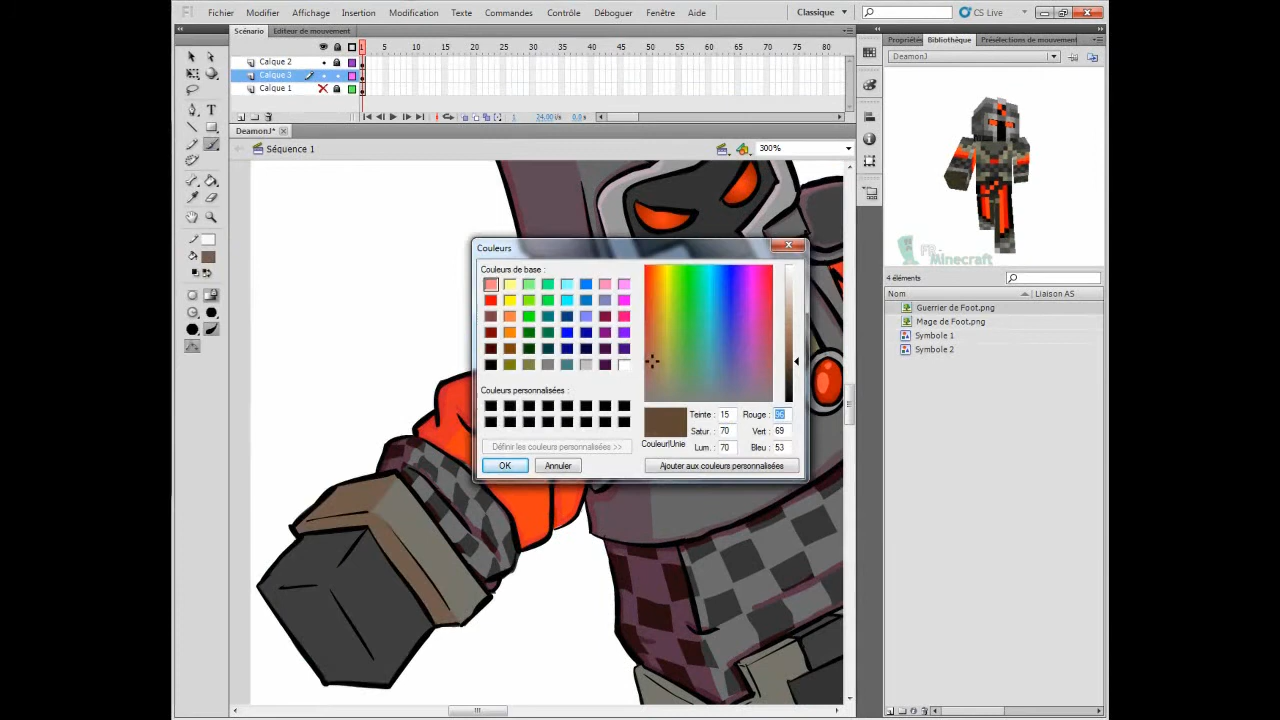 Fl Fichier Modifier Affichage Insertion Modification Texte Commandes Contrôle Déboguer Fenêtre Aide Classique CS Live
Scénario Editeur de mouvement
Propriétés Bibliothèque Présélections de mouvement
1 5 10 15 20 25 30 35 40 45 50 55 60 65 70 75 80
DeamonJ
Calque 2
Calque 3
Calque 1
1 24.00 i/s 0.0 s
DeamonJ*
Séquence 1 300%
FR-Minecraft
Couleurs
Couleurs de base :
Couleurs personnalisées :
Définir les couleurs personnalisées >>
OK Annuler
Teinte : 15 Rouge : 96
Satur. : 70 Vert : 69
Couleur|Unie Lum. : 70 Bleu : 53
Ajouter aux couleurs personnalisées
4 éléments
Nom Liaison AS
Guerrier de Foot.png
Mage de Foot.png
Symbole 1
Symbole 2